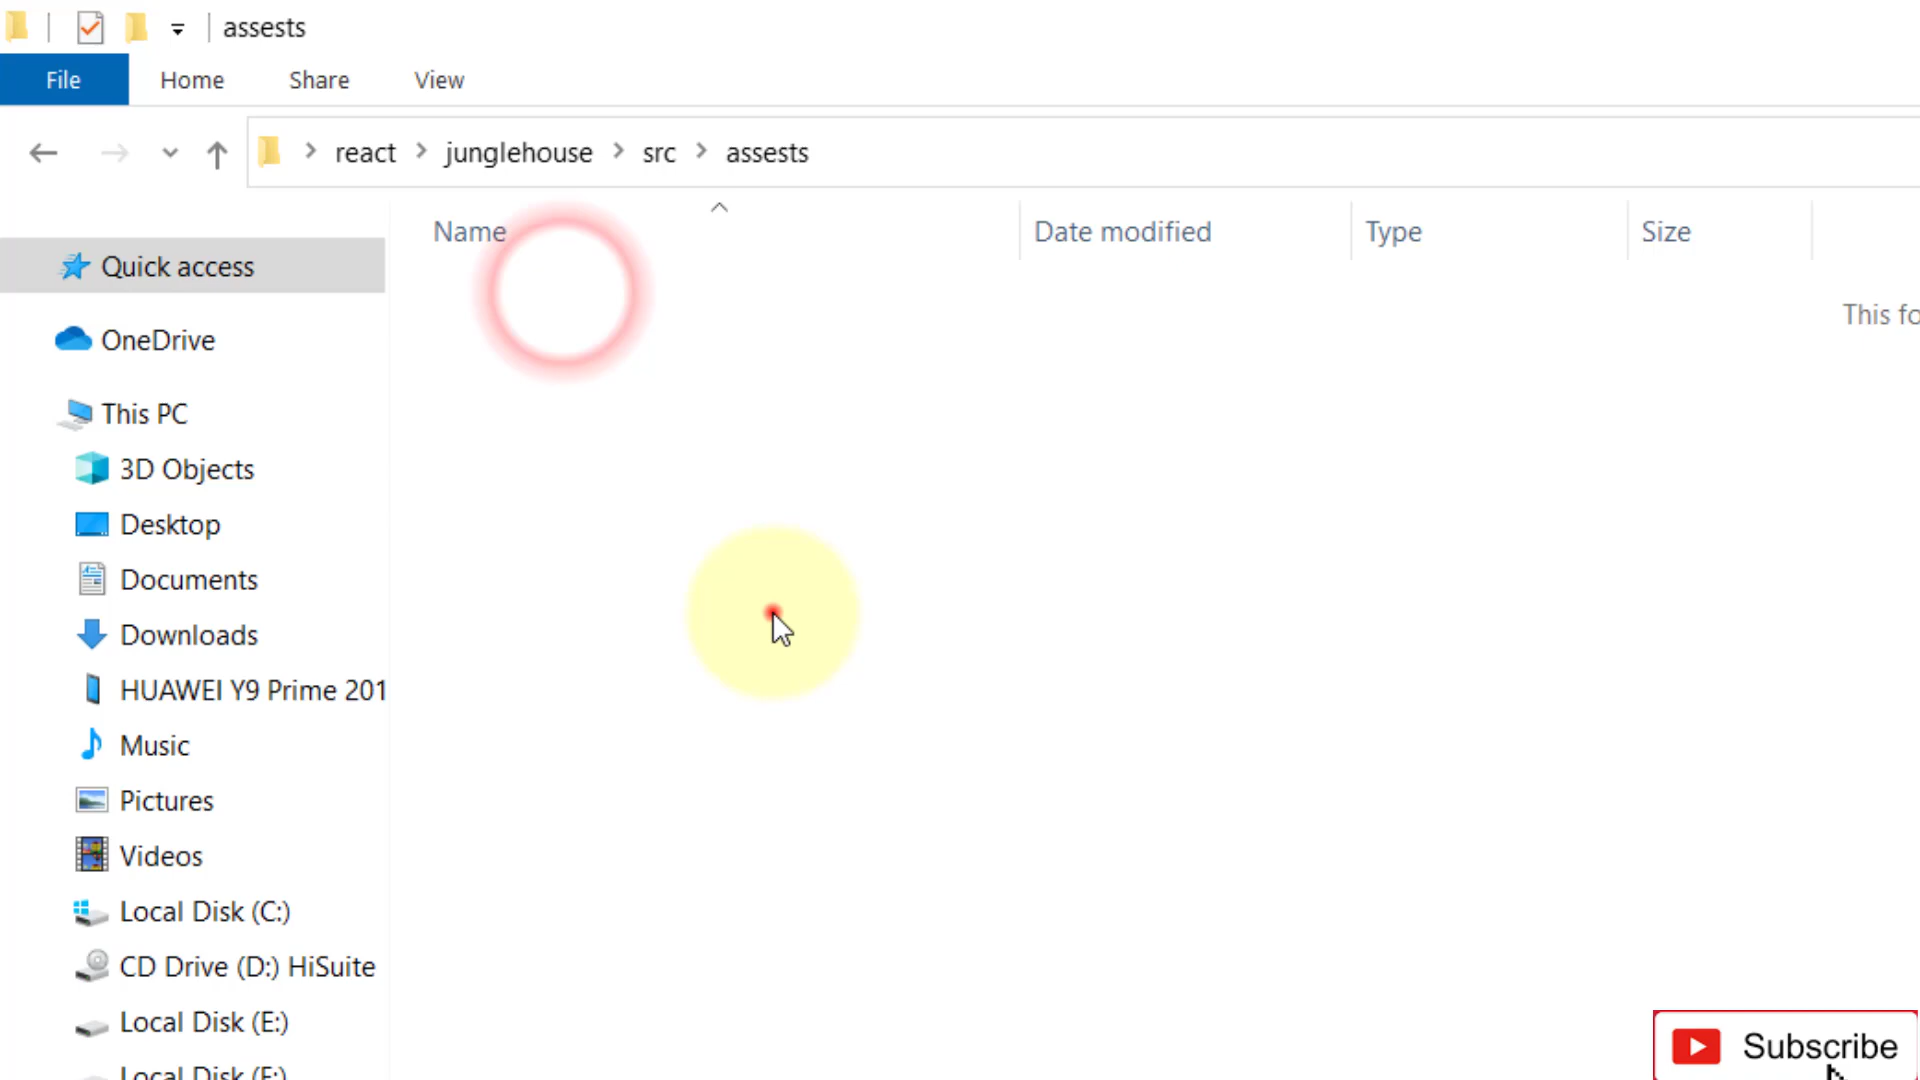 assests
File Home Share View
react junglehouse src assests
Name Date modified Type Size
This fo
Quick access
OneDrive
This PC
3D Objects
Desktop
Documents
Downloads
HUAWEI Y9 Prime 201
Music
Pictures
Videos
Local Disk (C:)
CD Drive (D:) HiSuite
Local Disk (E:)
Local Disk (F:)
Subscribe